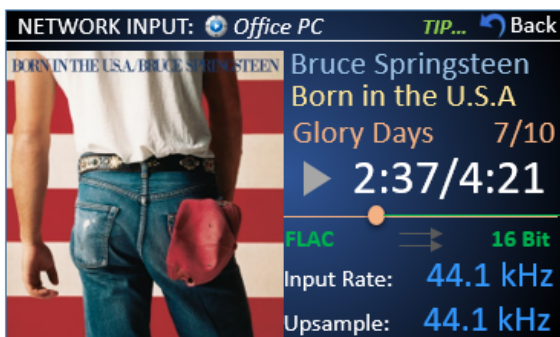 NETWORK INPUT: Office PC TIP... Back
BORN IN THE U.S.A./BRUCE SPRINGSTEEN
Bruce Springsteen
Born in the U.S.A
Glory Days 7/10
2:37/4:21
FLAC 16 Bit
Input Rate: 44.1 kHz
Upsample: 44.1 kHz